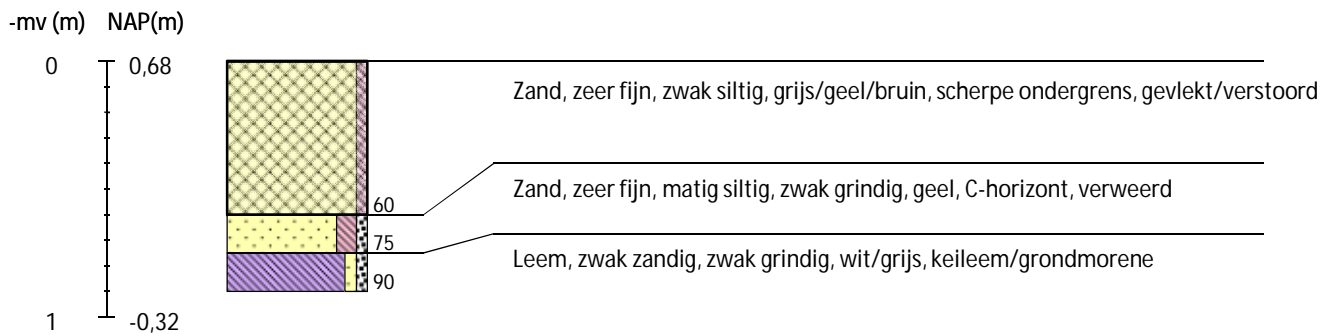 -mv (m) NAP(m)
0 0,68
Zand, zeer fijn, zwak siltig, grijs/geel/bruin, scherpe ondergrens, gevlekt/verstoord
Zand, zeer fijn, matig siltig, zwak grindig, geel, C-horizont, verweerd
60
75
Leem, zwak zandig, zwak grindig, wit/grijs, keileem/grondmorene
90
1 -0,32